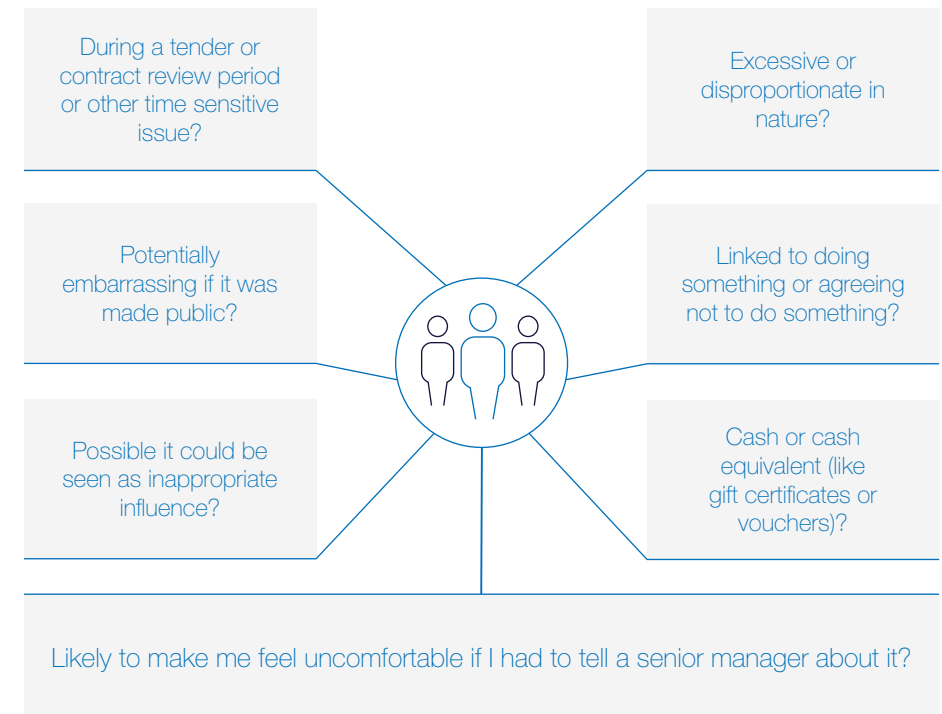 During a tender or
contract review period
or other time sensitive
issue?
Excessive or
disproportionate in
nature?
Potentially
embarrassing if it was
made public?
Linked to doing
something or agreeing
not to do something?
Possible it could be
seen as inappropriate
influence?
Cash or cash
equivalent (like
gift certificates or
vouchers)?
Likely to make me feel uncomfortable if I had to tell a senior manager about it?